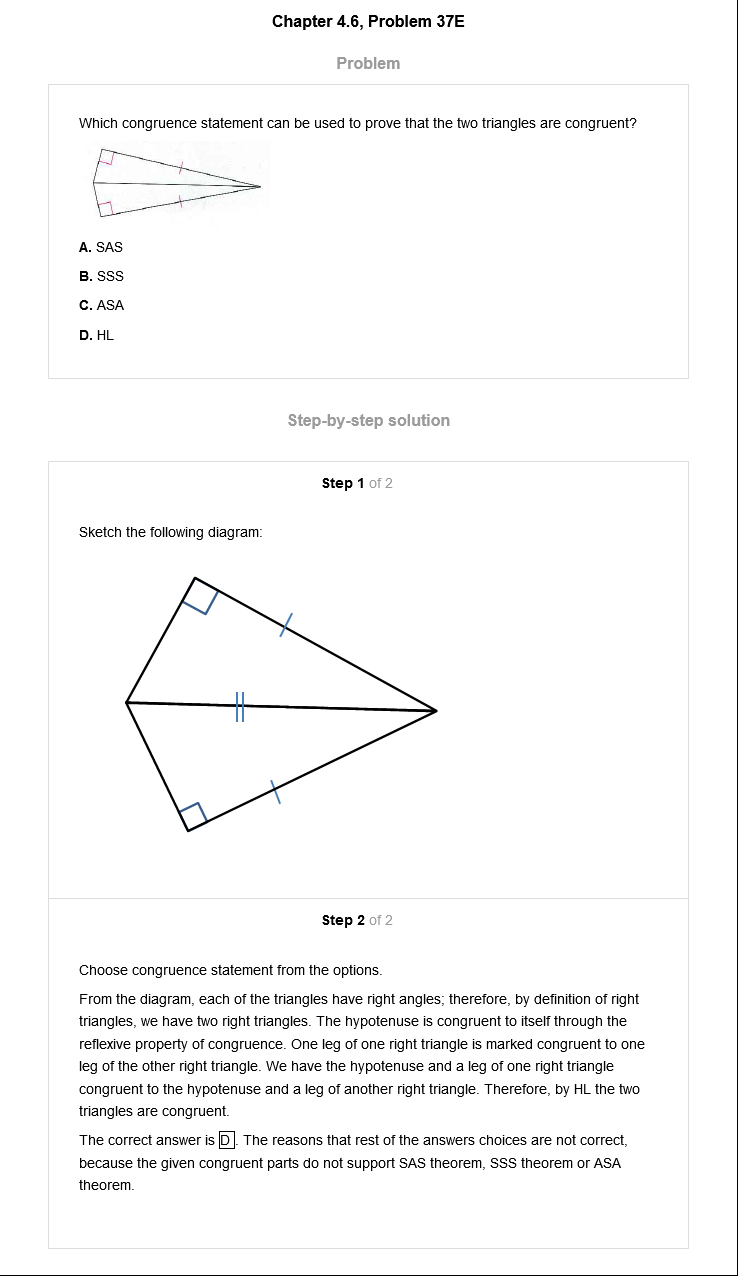 Chapter 4.6, Problem 37E
Problem
Which congruence statement can be used to prove that the two triangles are congruent?
A. SAS
B. SSS
C. ASA
D. HL
Step-by-step solution
Step 1 of 2
Sketch the following diagram:
Step 2 of 2
Choose congruence statement from the options.
From the diagram, each of the triangles have right angles; therefore, by definition of right
triangles, we have two right triangles. The hypotenuse is congruent to itself through the
reflexive property of congruence. One leg of one right triangle is marked congruent to one
leg of the other right triangle. We have the hypotenuse and a leg of one right triangle
congruent to the hypotenuse and a leg of another right triangle. Therefore, by HL the two
triangles are congruent.
The correct answer is D. The reasons that rest of the answers choices are not correct,
because the given congruent parts do not support SAS theorem, SSS theorem or ASA
theorem.